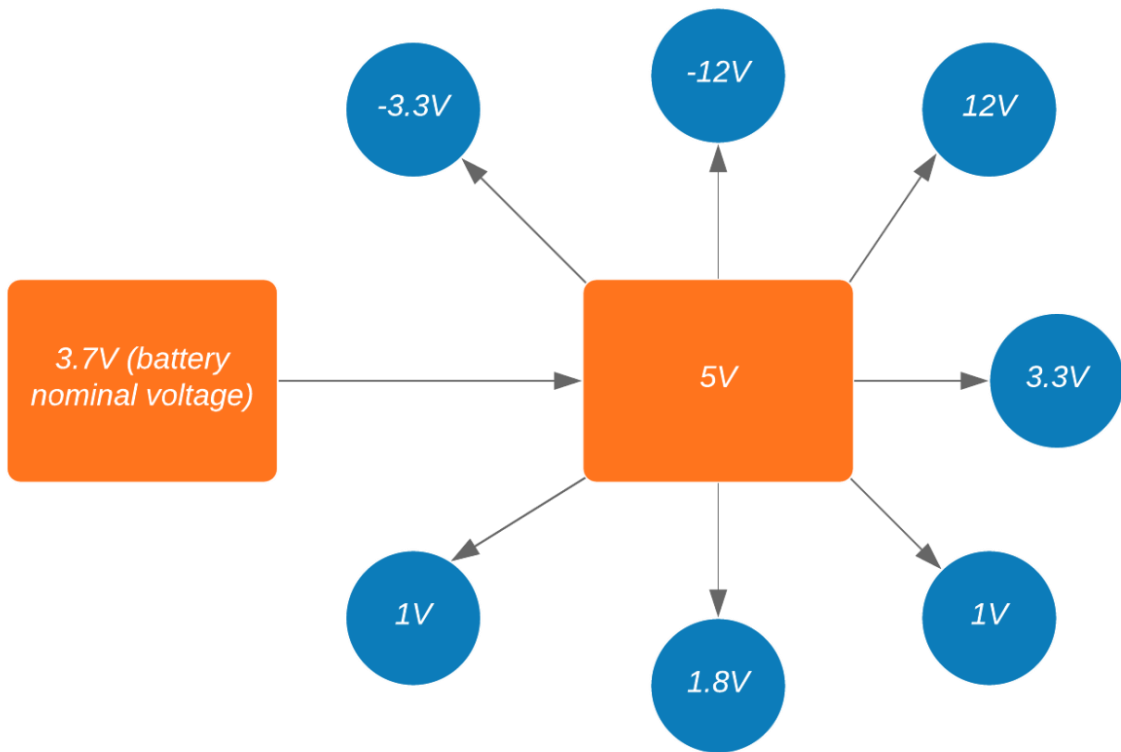 -12V
-3.3V
12V
3.7V (battery
nominal voltage)
5V
3.3V
1V
1V
1.8V